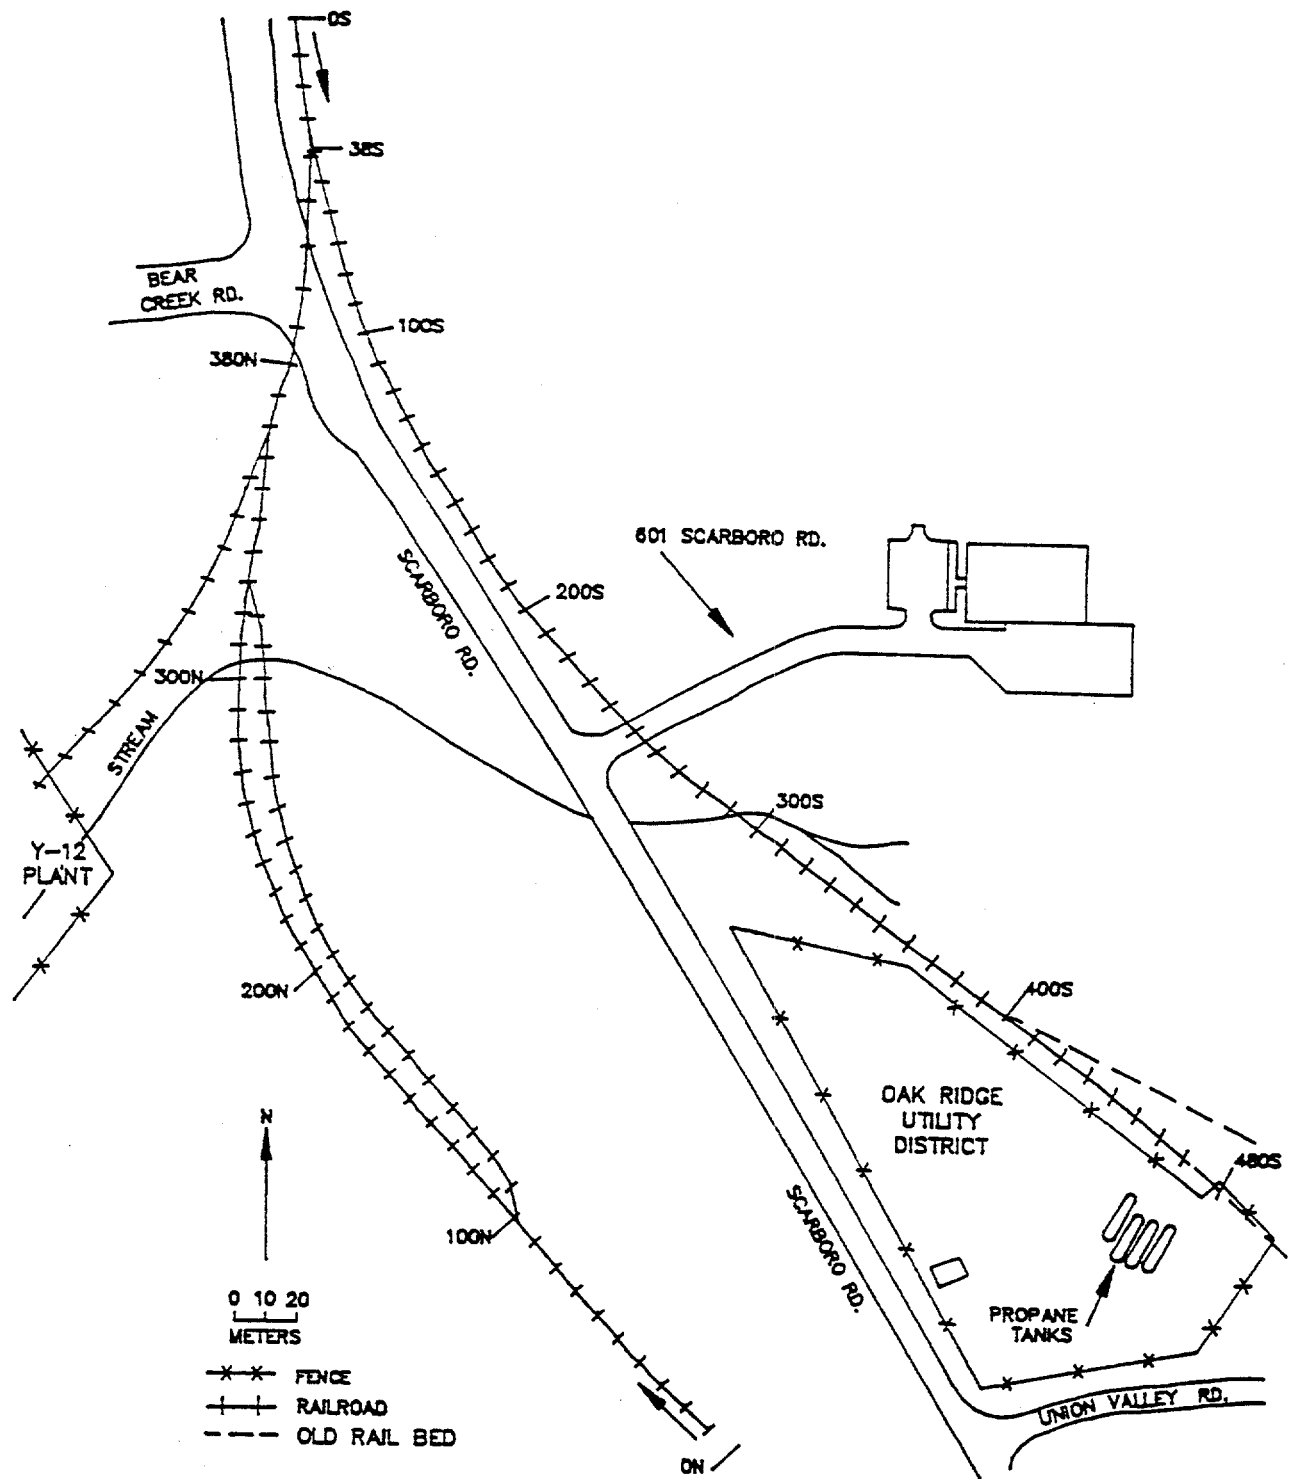 0S
38S
BEAR
CREEK RD.
100S
380N
601 SCARBORO RD.
SCARBORO RD.
200S
300N
STREAM
300S
Y-12
PLANT
200N
400S
OAK RIDGE
UTILITY
DISTRICT
N
480S
SCARBORO RD.
100N
0 10 20
METERS
PROPANE
TANKS
FENCE
RAILROAD
OLD RAIL BED
UNION VALLEY RD.
0N